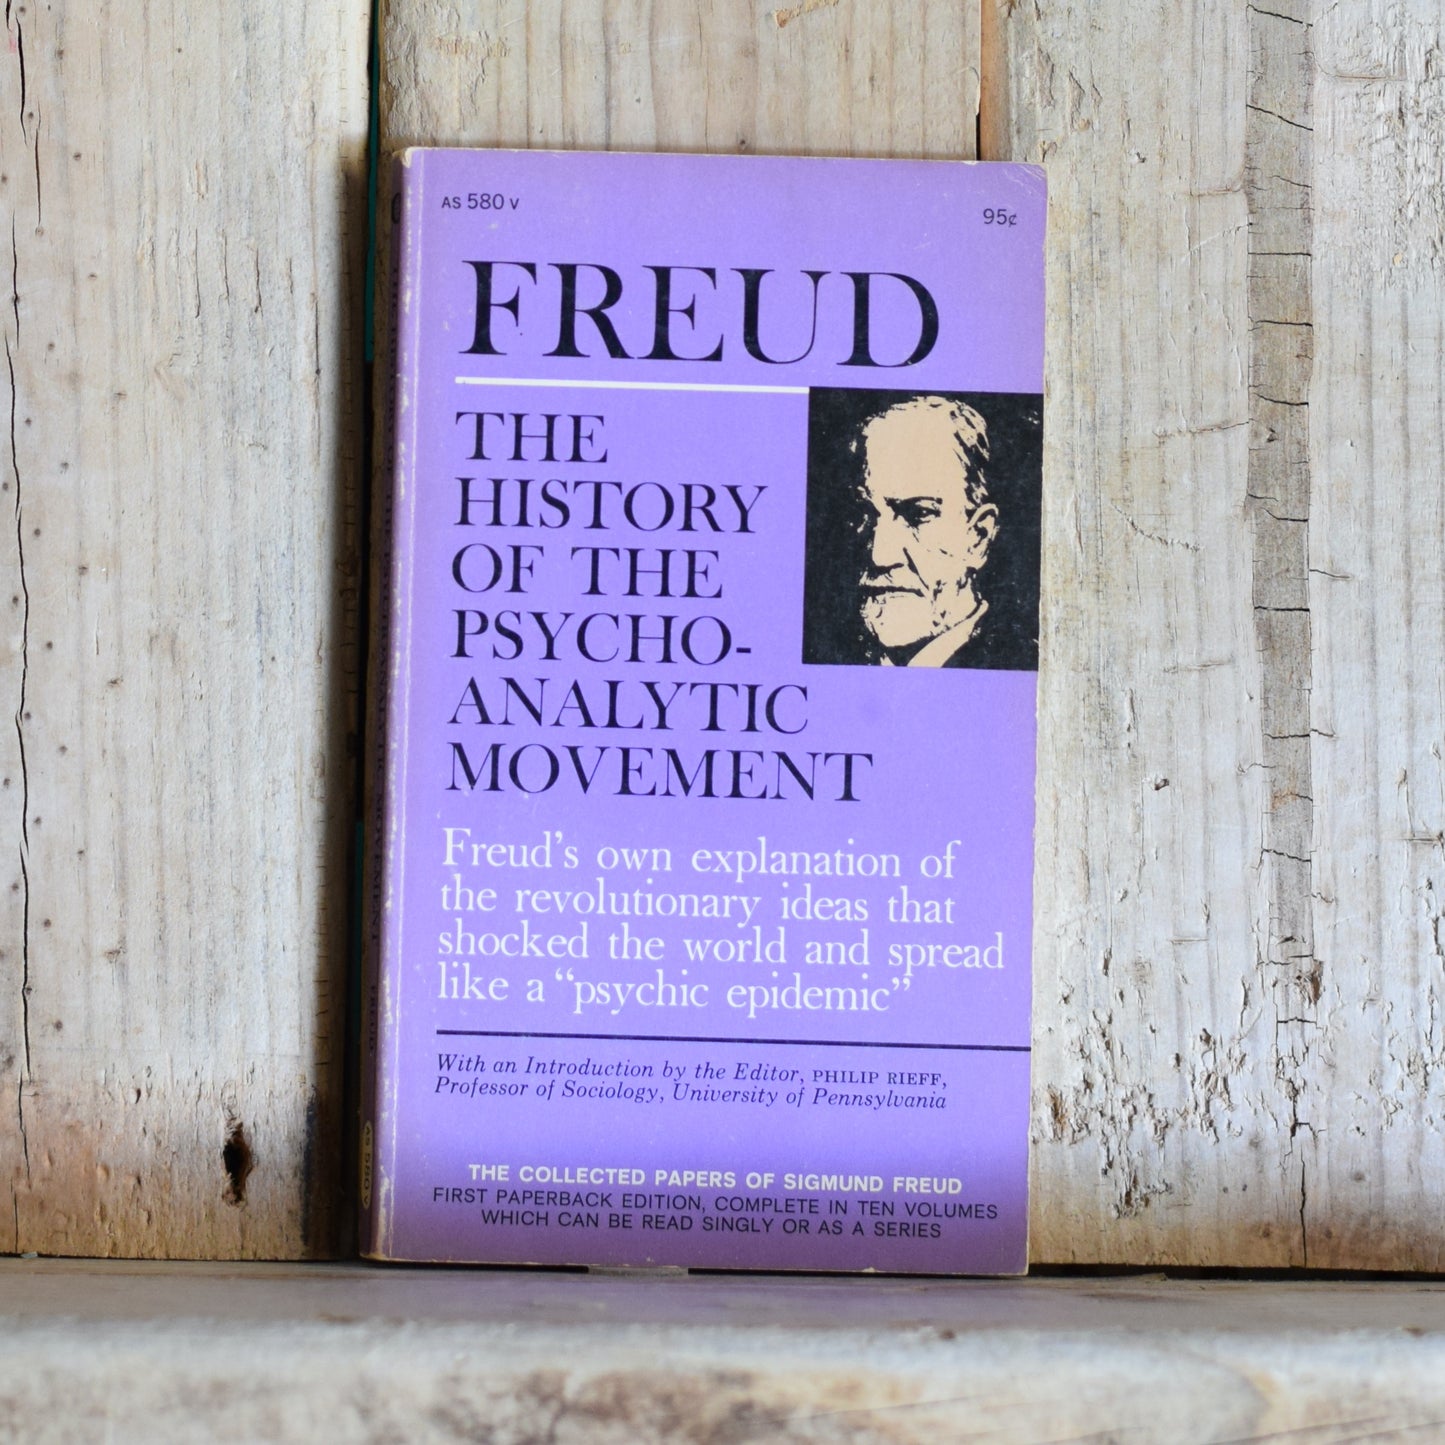 AS 580 V
95¢
FREUD
THE
HISTORY
OF THE
PSYCHO-
ANALYTIC
MOVEMENT
Freud's own explanation of
the revolutionary ideas that
shocked the world and spread
like a “psychic epidemic”
With an Introduction by the Editor, PHILIP RIEFF,
Professor of Sociology, University of Pennsylvania
THE COLLECTED PAPERS OF SIGMUND FREUD
FIRST PAPERBACK EDITION, COMPLETE IN TEN VOLUMES
WHICH CAN BE READ SINGLY OR AS A SERIES
FREUD
AS 580 V